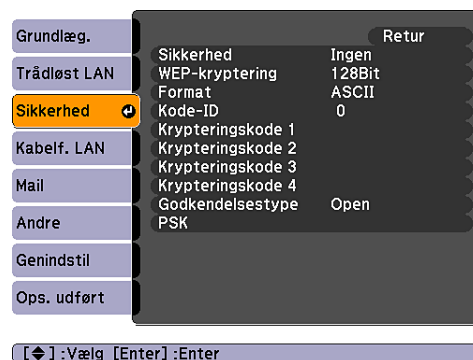 Grundlæg.
Trådløst LAN
Sikkerhed
Kabelf. LAN
Mail
Andre
Genindstil
Ops. udført
Retur
Sikkerhed Ingen
WEP-kryptering 128Bit
Format ASCII
Kode-ID 0
Krypteringskode 1
Krypteringskode 2
Krypteringskode 3
Krypteringskode 4
Godkendelsestype Open
PSK
[◆] :Vælg [Enter] :Enter